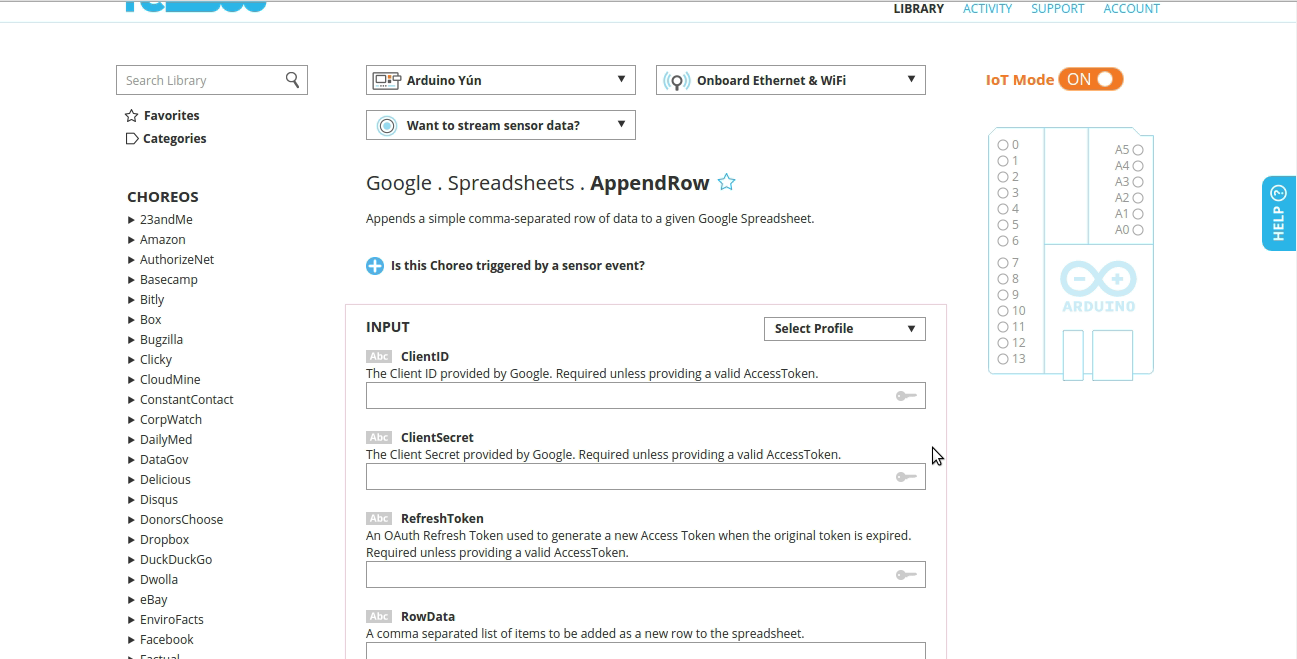 LIBRARY ACTIVITY SUPPORT ACCOUNT
Search Library
Favorites
Categories
CHOREOS
23andMe
Amazon
AuthorizeNet
Basecamp
Bitly
Box
Bugzilla
Clicky
CloudMine
ConstantContact
CorpWatch
DailyMed
DataGov
Delicious
Disqus
DonorsChoose
Dropbox
DuckDuckGo
Dwolla
eBay
EnviroFacts
Facebook
Factual
Arduino Yún
Onboard Ethernet & WiFi
Want to stream sensor data?
Google . Spreadsheets . AppendRow
Appends a simple comma-separated row of data to a given Google Spreadsheet.
Is this Choreo triggered by a sensor event?
INPUT
Select Profile
Abc ClientID
The Client ID provided by Google. Required unless providing a valid AccessToken.
Abc ClientSecret
The Client Secret provided by Google. Required unless providing a valid AccessToken.
Abc RefreshToken
An OAuth Refresh Token used to generate a new Access Token when the original token is expired.
Required unless providing a valid AccessToken.
Abc RowData
A comma separated list of items to be added as a new row to the spreadsheet.
IoT Mode ON
0
1
2
3
4
5
6
7
8
9
10
11
12
13
A5
A4
A3
A2
A1
A0
ARDUINO
HELP ?